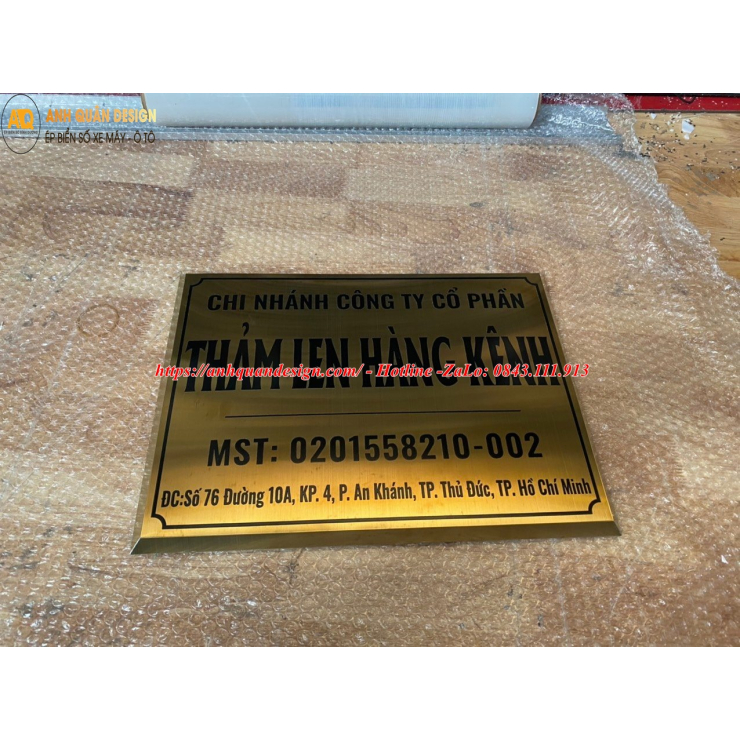 AQ
ANH QUÂN DESIGN
ÉP BIỂN SỐ XE MÁY - Ô TÔ
CHI NHÁNH CÔNG TY CỔ PHẦN
THẢM LEN HÀNG KÊNH
https://anhquandesign.com/ - Hotline -ZaLo: 0843.111.913
MST: 0201558210-002
ĐC:Số 76 Đường 10A, KP. 4, P. An Khánh, TP. Thủ Đức, TP. Hồ Chí Minh